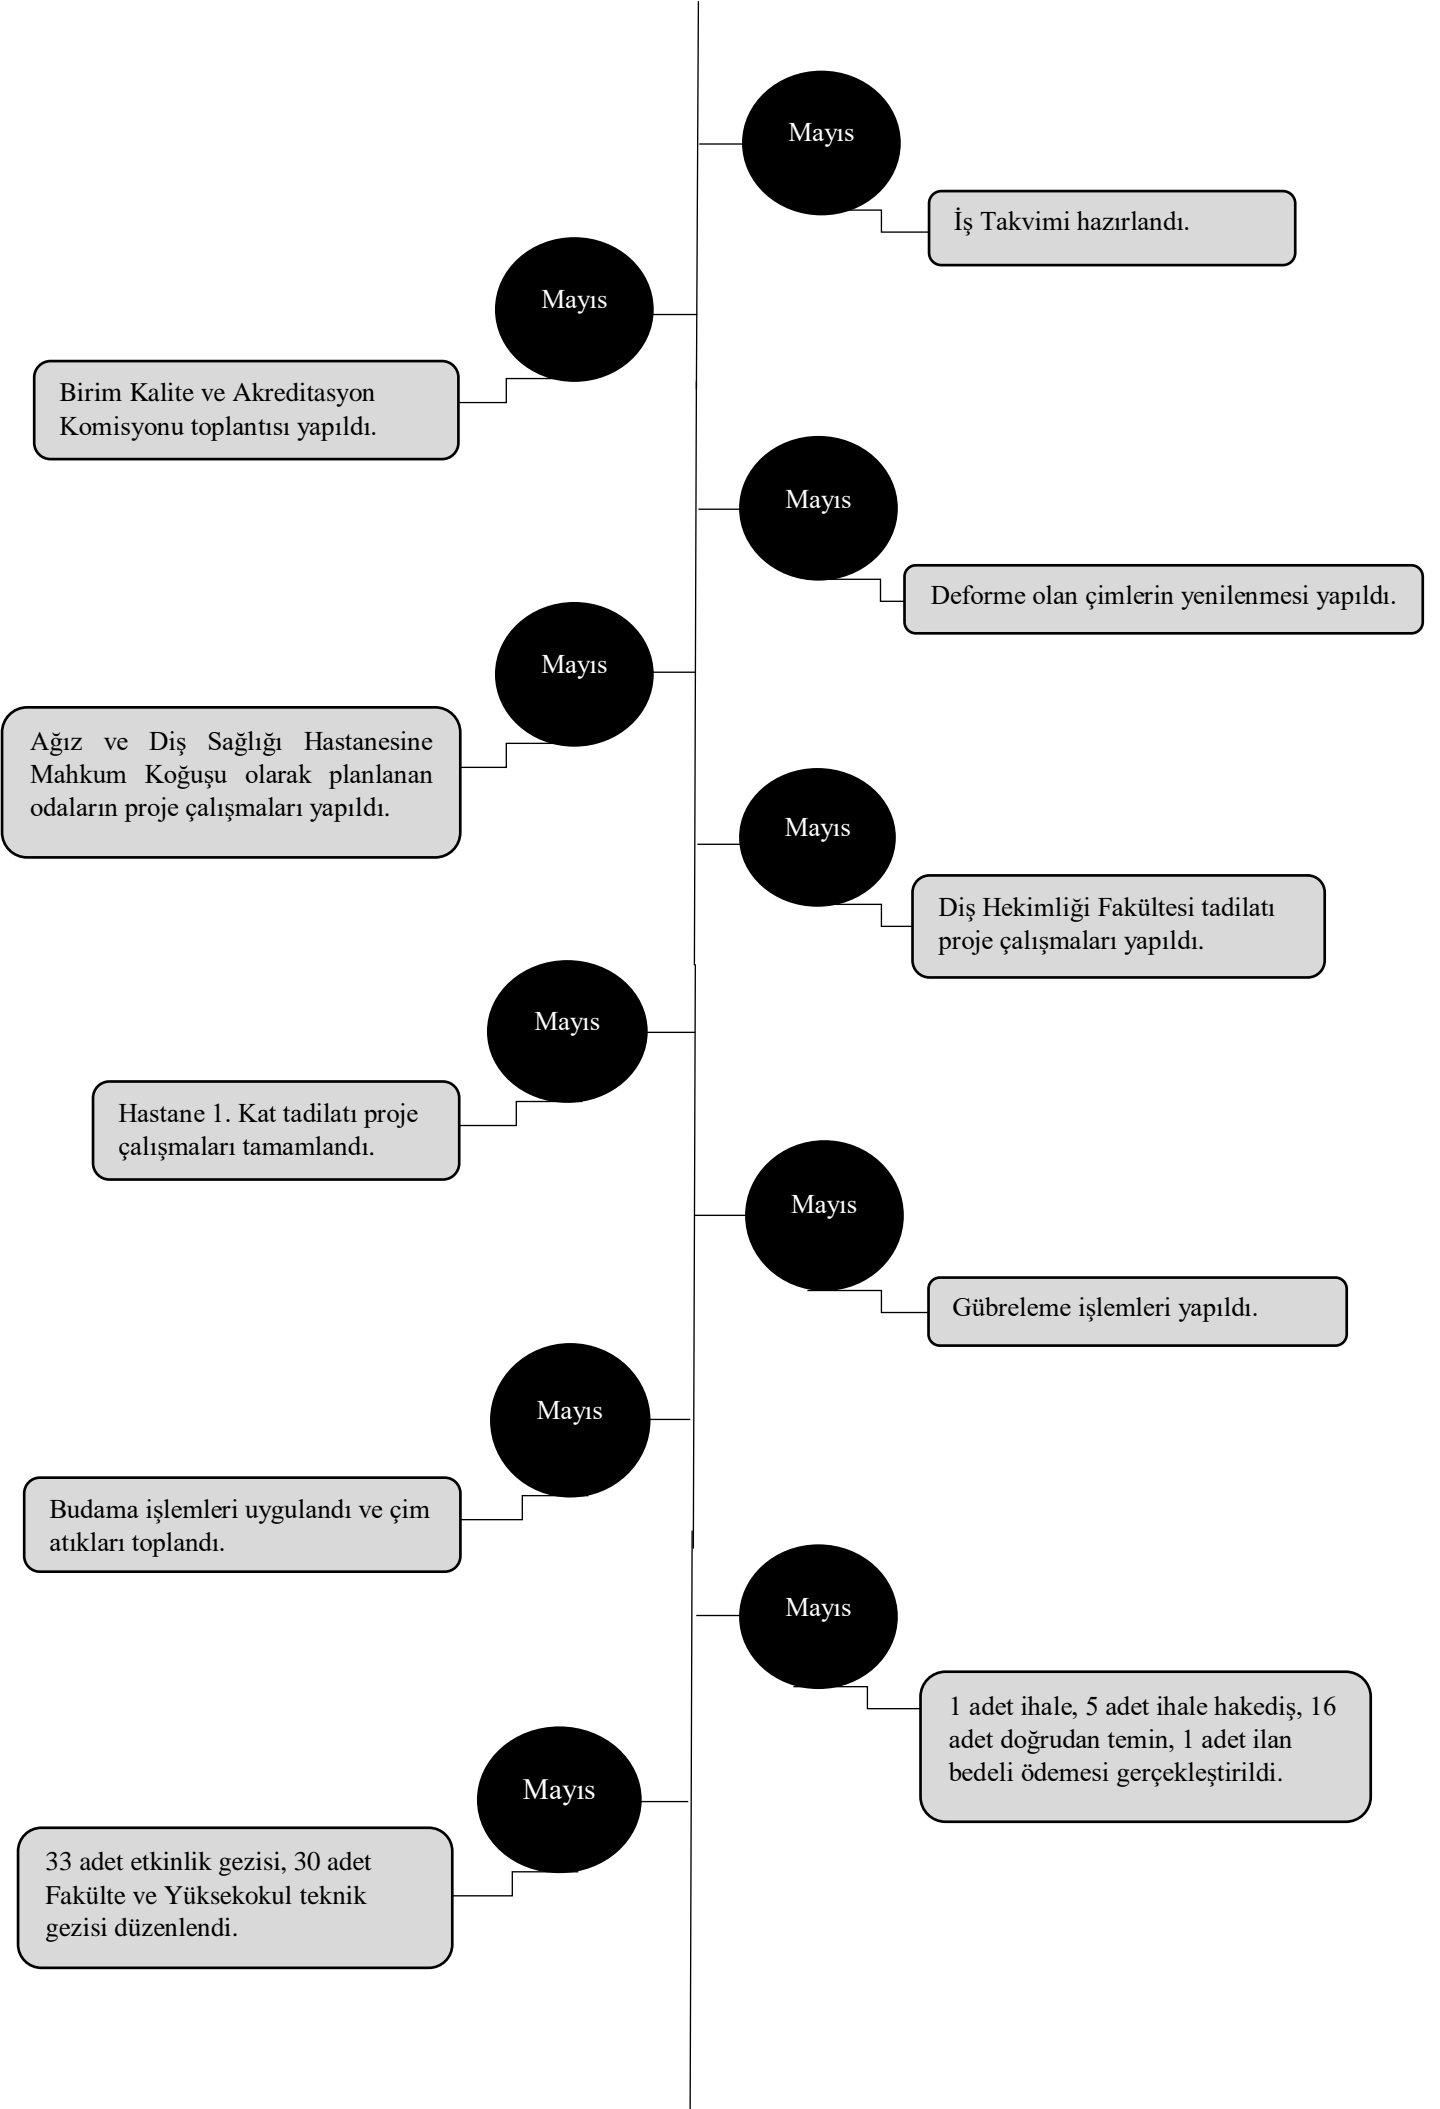 Mayıs
İş Takvimi hazırlandı.
Mayıs
Birim Kalite ve Akreditasyon
Komisyonu toplantısı yapıldı.
Mayıs
Deforme olan çimlerin yenilenmesi yapıldı.
Mayıs
Ağız ve Diş Sağlığı Hastanesine
Mahkum Koğuşu olarak planlanan
odaların proje çalışmaları yapıldı.
Mayıs
Diş Hekimliği Fakültesi tadilatı
proje çalışmaları yapıldı.
Mayıs
Hastane 1. Kat tadilatı proje
çalışmaları tamamlandı.
Mayıs
Gübreleme işlemleri yapıldı.
Mayıs
Budama işlemleri uygulandı ve çim
atıkları toplandı.
Mayıs
1 adet ihale, 5 adet ihale hakediş, 16
adet doğrudan temin, 1 adet ilan
bedeli ödemesi gerçekleştirildi.
Mayıs
33 adet etkinlik gezisi, 30 adet
Fakülte ve Yüksekokul teknik
gezisi düzenlendi.